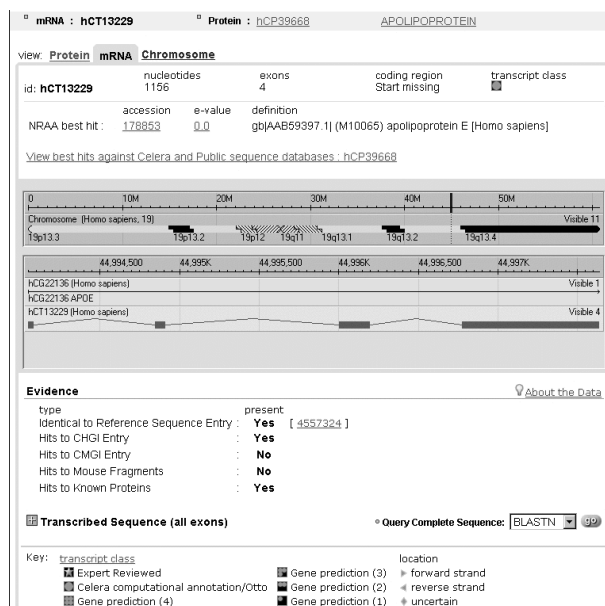 mRNA : hCT13229 Protein : hCP39668 APOLIPOPROTEIN
view: Protein mRNA Chromosome
id: hCT13229 nucleotides 1156 exons 4 coding region Start missing transcript class
accession e-value definition
NRAA best hit : 178853 0.0 gb|AAB59397.1| (M10065) apolipoprotein E [Homo sapiens]
View best hits against Celera and Public sequence databases : hCP39668
0 10M 20M 30M 40M 50M
Chromosome (Homo sapiens, 19) Visible 11
19p13.3 19p13.2 19p12 19q11 19q13.1 19q13.2 19q13.4
44,994,500 44,995K 44,995,500 44,996K 44,996,500 44,997K
hCG22136 (Homo sapiens) Visible 1
hCG22136 APOE
hCT13229 (Homo sapiens) Visible 4
Evidence About the Data
type present
Identical to Reference Sequence Entry : Yes [ 4557324 ]
Hits to CHGI Entry : Yes
Hits to CMGI Entry : No
Hits to Mouse Fragments : No
Hits to Known Proteins : Yes
Transcribed Sequence (all exons) Query Complete Sequence: BLASTN go
Key: transcript class location
Expert Reviewed Gene prediction (3) forward strand
Celera computational annotation/Otto Gene prediction (2) reverse strand
Gene prediction (4) Gene prediction (1) uncertain